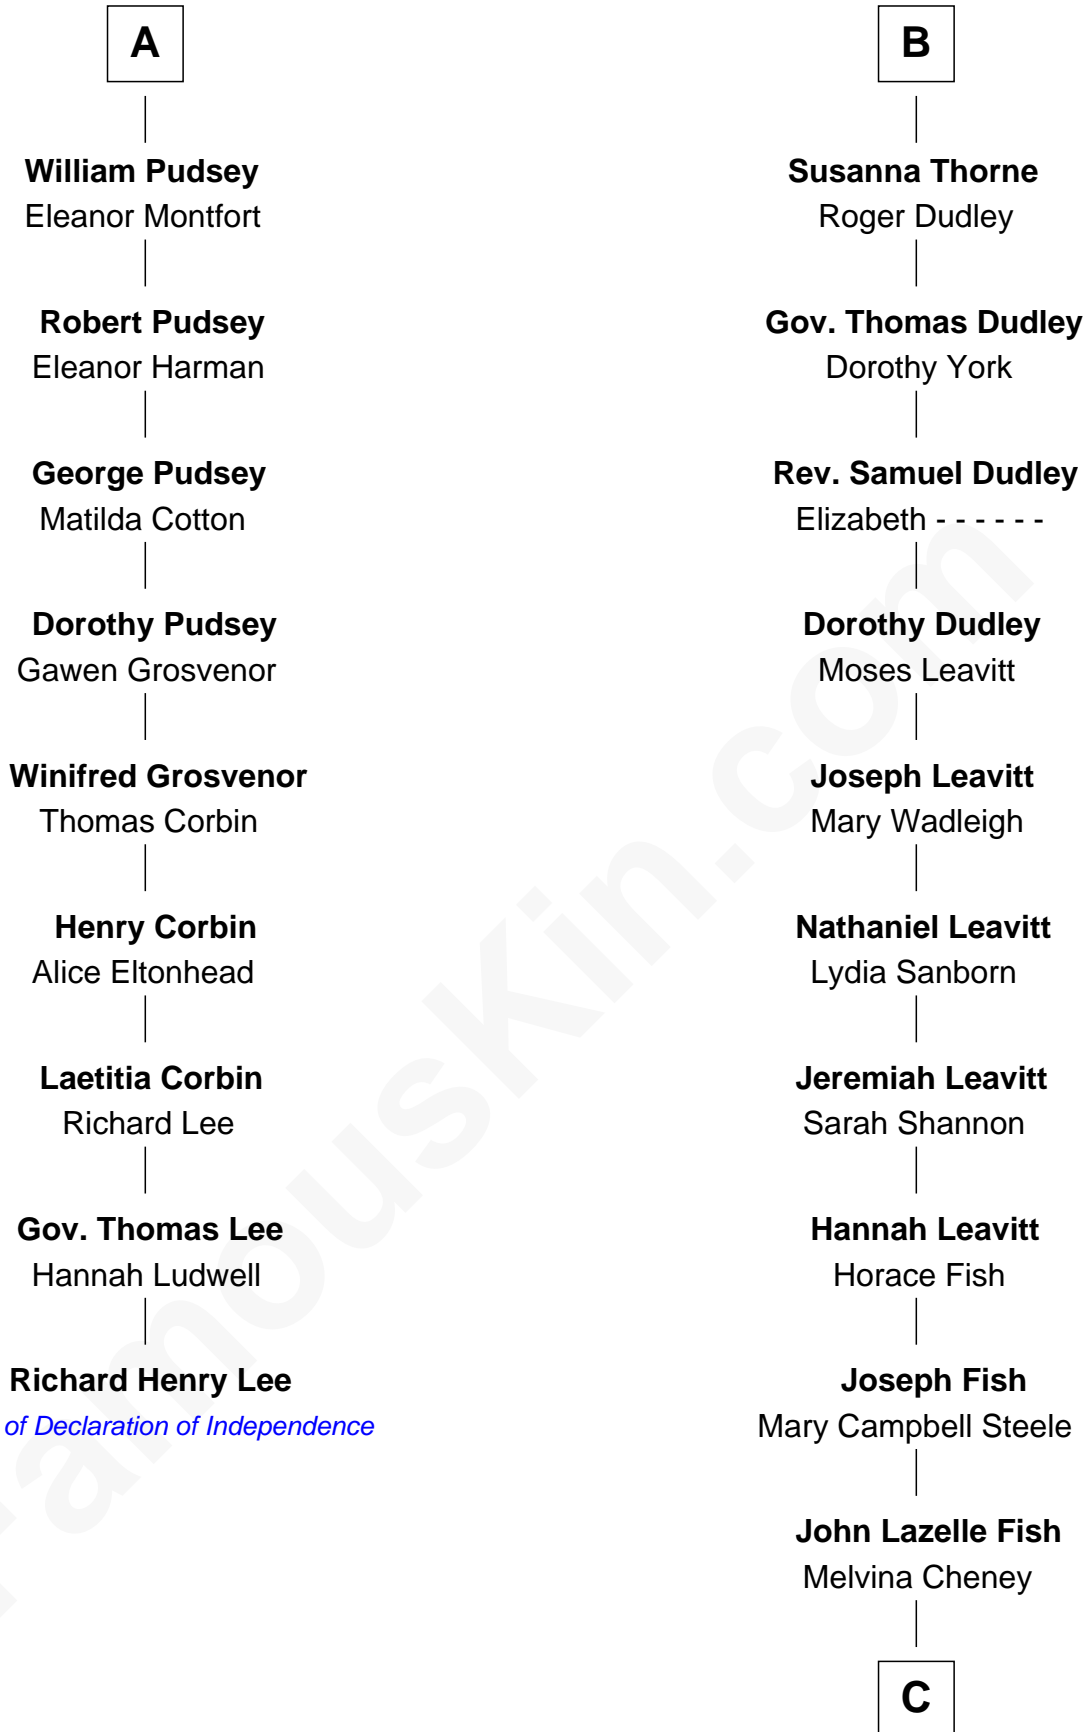 A
William Pudsey
Eleanor Montfort
Robert Pudsey
Eleanor Harman
George Pudsey
Matilda Cotton
Dorothy Pudsey
Gawen Grosvenor
Winifred Grosvenor
Thomas Corbin
Henry Corbin
Alice Eltonhead
Laetitia Corbin
Richard Lee
Gov. Thomas Lee
Hannah Ludwell
Richard Henry Lee
of Declaration of Independence
B
Susanna Thorne
Roger Dudley
Gov. Thomas Dudley
Dorothy York
Rev. Samuel Dudley
Elizabeth - - - - - -
Dorothy Dudley
Moses Leavitt
Joseph Leavitt
Mary Wadleigh
Nathaniel Leavitt
Lydia Sanborn
Jeremiah Leavitt
Sarah Shannon
Hannah Leavitt
Horace Fish
Joseph Fish
Mary Campbell Steele
John Lazelle Fish
Melvina Cheney
C
FamousKin.com